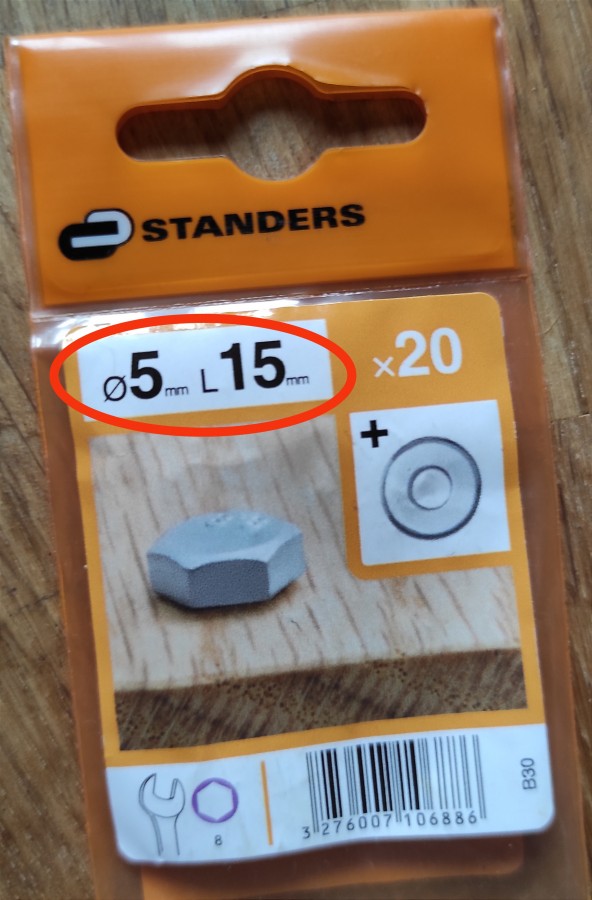 STANDERS
Ø5mm L15mm
x20
+
B30
8
3 276007 106886